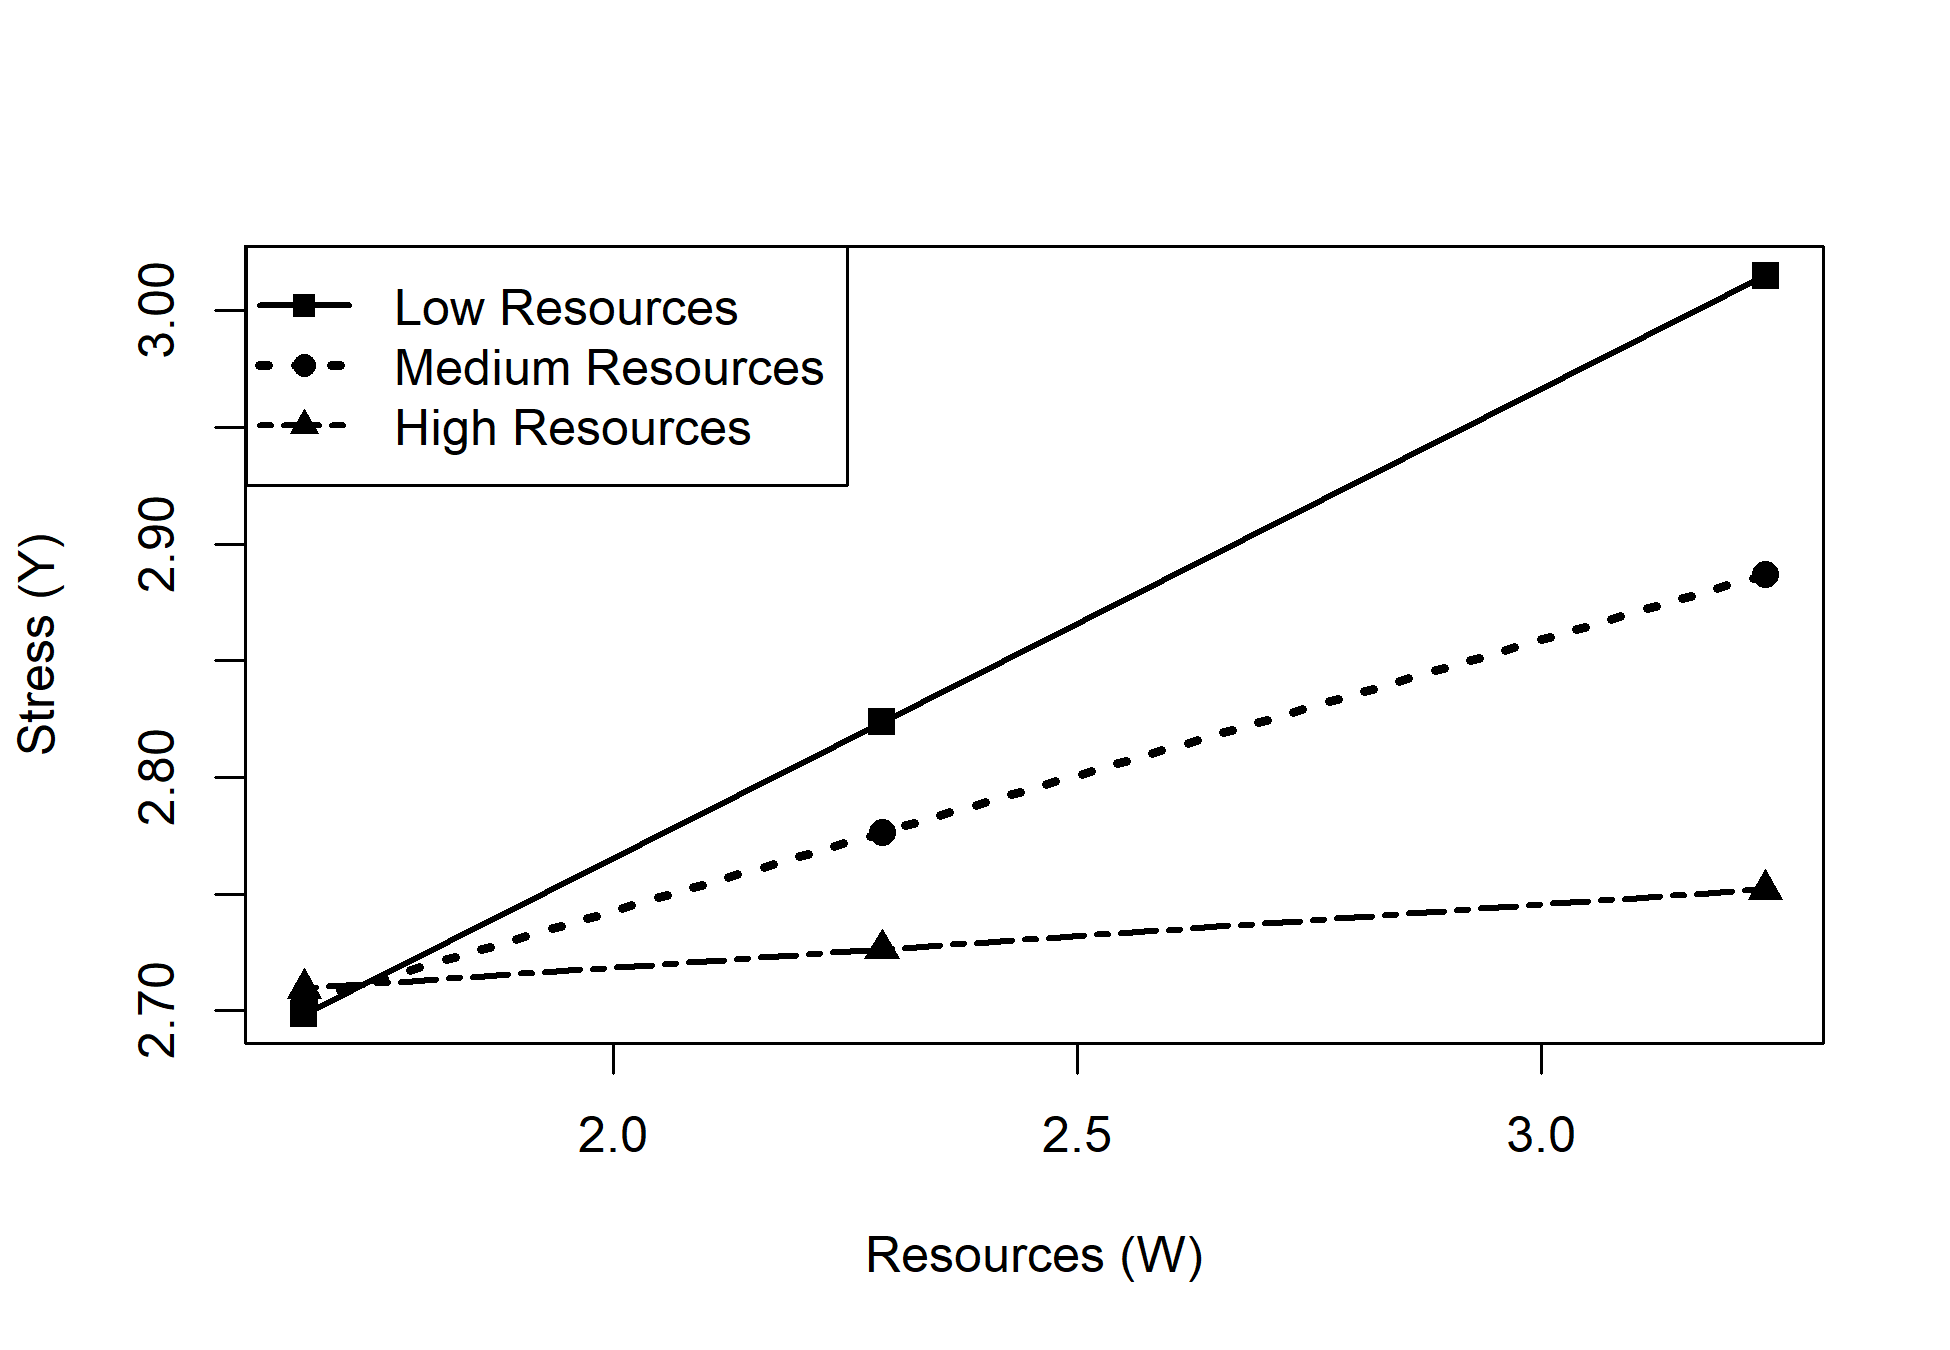 Low Resources
Medium Resources
High Resources
Stress (Y)
3.00
2.90
2.80
2.70
2.0 2.5 3.0
Resources (W)